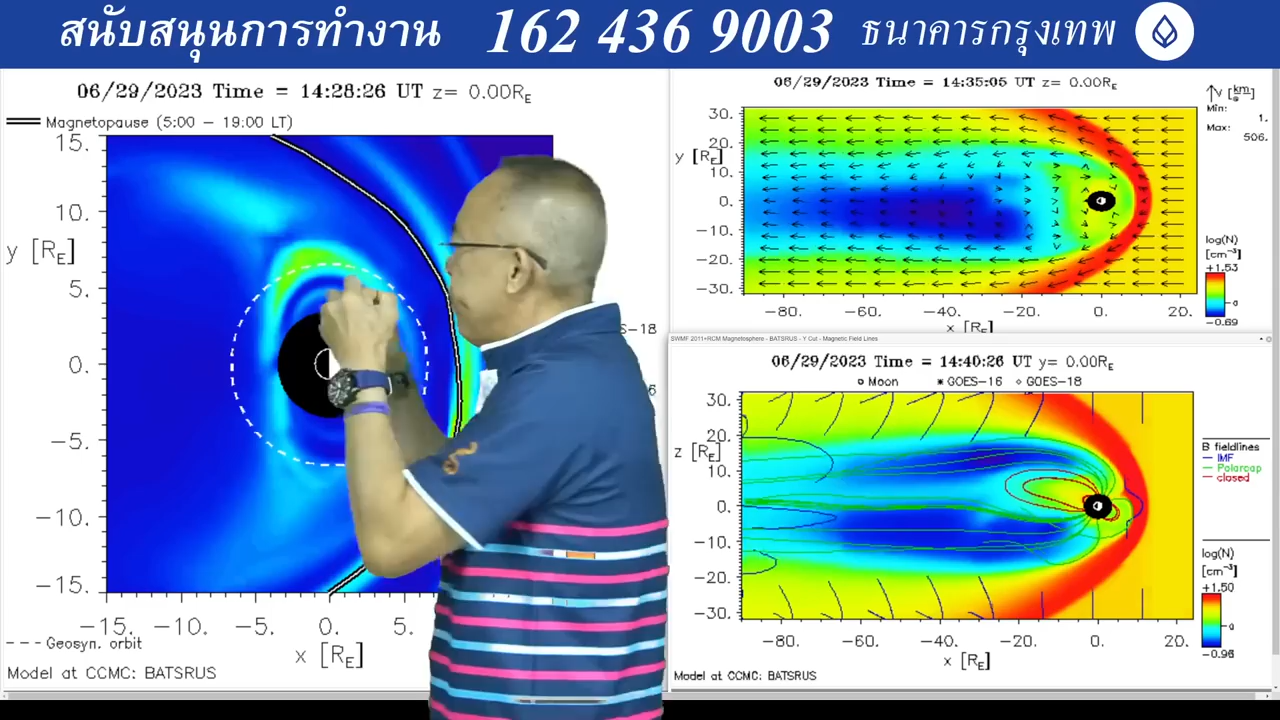 สนับสนุนการทำงาน 162 436 9003 ธนาคารกรุงเทพ
06/29/2023 Time = 14:28:26 UT z= 0.00RE
Magnetopause (5:00 – 19:00 LT)
15.
10.
y [RE]
5.
0.
−5.
−10.
−15.
−15. −10. −5. 0. 5.
x [RE]
Geosyn. orbit
Model at CCMC: BATSRUS
S-18
6
06/29/2023 Time = 14:35:05 UT z= 0.00RE
V [km/s]
Min: 1.
Max: 506.
30.
20.
y [RE]
10.
0.
−10.
−20.
−30.
−80. −60. −40. −20. 0. 20.
x [RE]
log(N)
[cm⁻³]
+1.53
−0.69
SWMF 2011+RCM Magnetosphere - BATSRUS - Y Cut - Magnetic Field Lines
06/29/2023 Time = 14:40:26 UT y= 0.00RE
Moon GOES-16 GOES-18
30.
20.
z [RE]
10.
0.
−10.
−20.
−30.
−80. −60. −40. −20. 0. 20.
x [RE]
B fieldlines
IMF
Polarcap
closed
log(N)
[cm⁻³]
+1.50
−0.96
Model at CCMC: BATSRUS